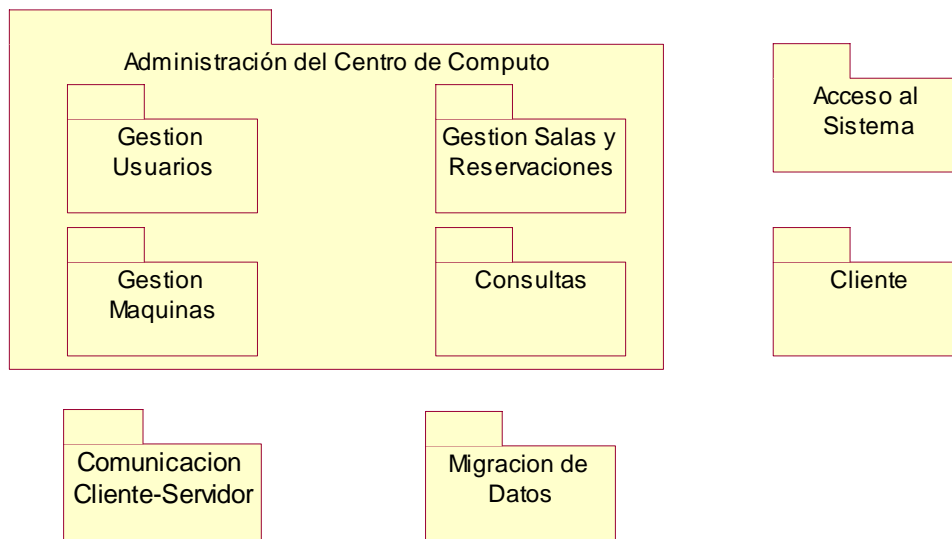 Administración del Centro de Computo
Gestion
Usuarios
Gestion Salas y
Reservaciones
Acceso al
Sistema
Gestion
Maquinas
Consultas
Cliente
Comunicacion
Cliente-Servidor
Migracion de
Datos